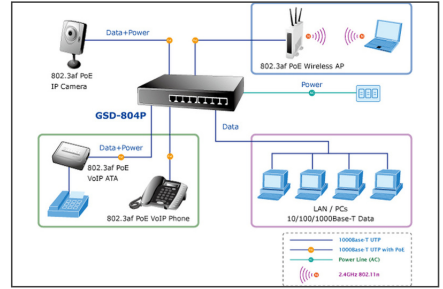 Data+Power
802.3af PoE
IP Camera
802.3af PoE Wireless AP
Power
GSD-804P
Data
Data+Power
802.3af PoE
VoIP ATA
802.3af PoE VoIP Phone
LAN / PCs
10/100/1000Base-T Data
1000Base-T UTP
1000Base-T UTP with PoE
Power Line (AC)
2.4GHz 802.11n